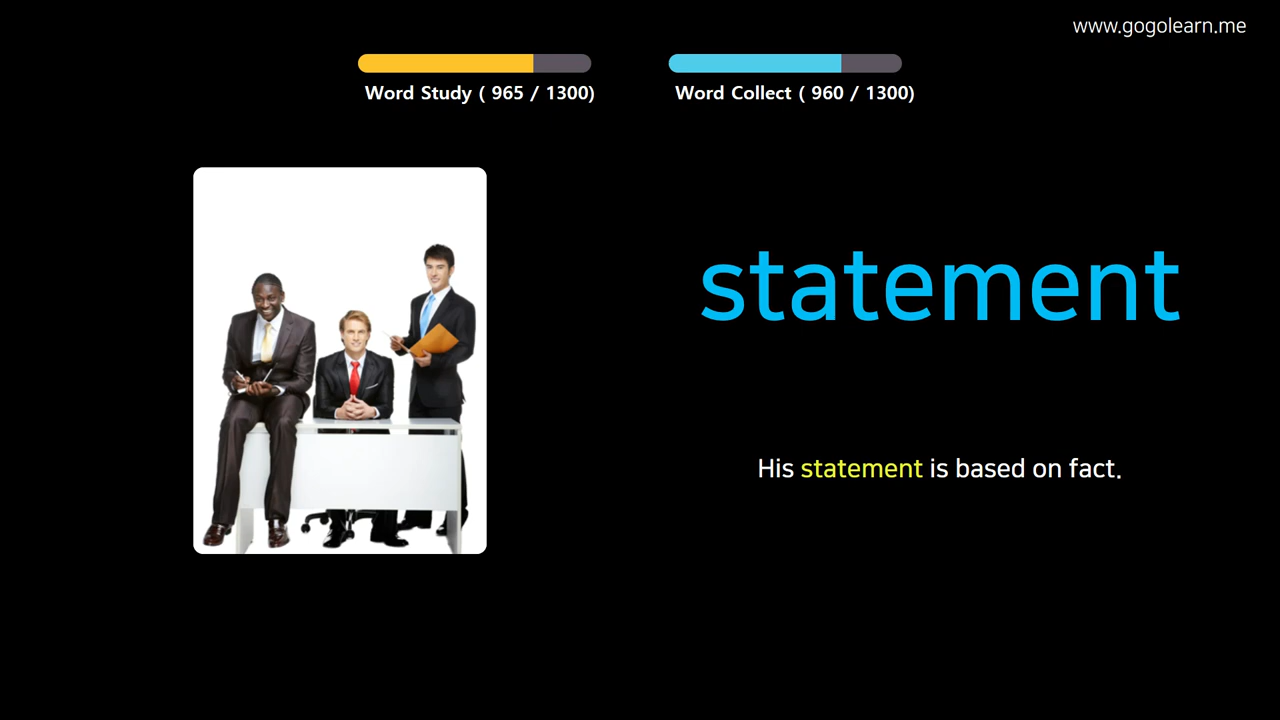 www.gogolearn.me
Word Study ( 965 / 1300)
Word Collect ( 960 / 1300)
statement
His statement is based on fact.